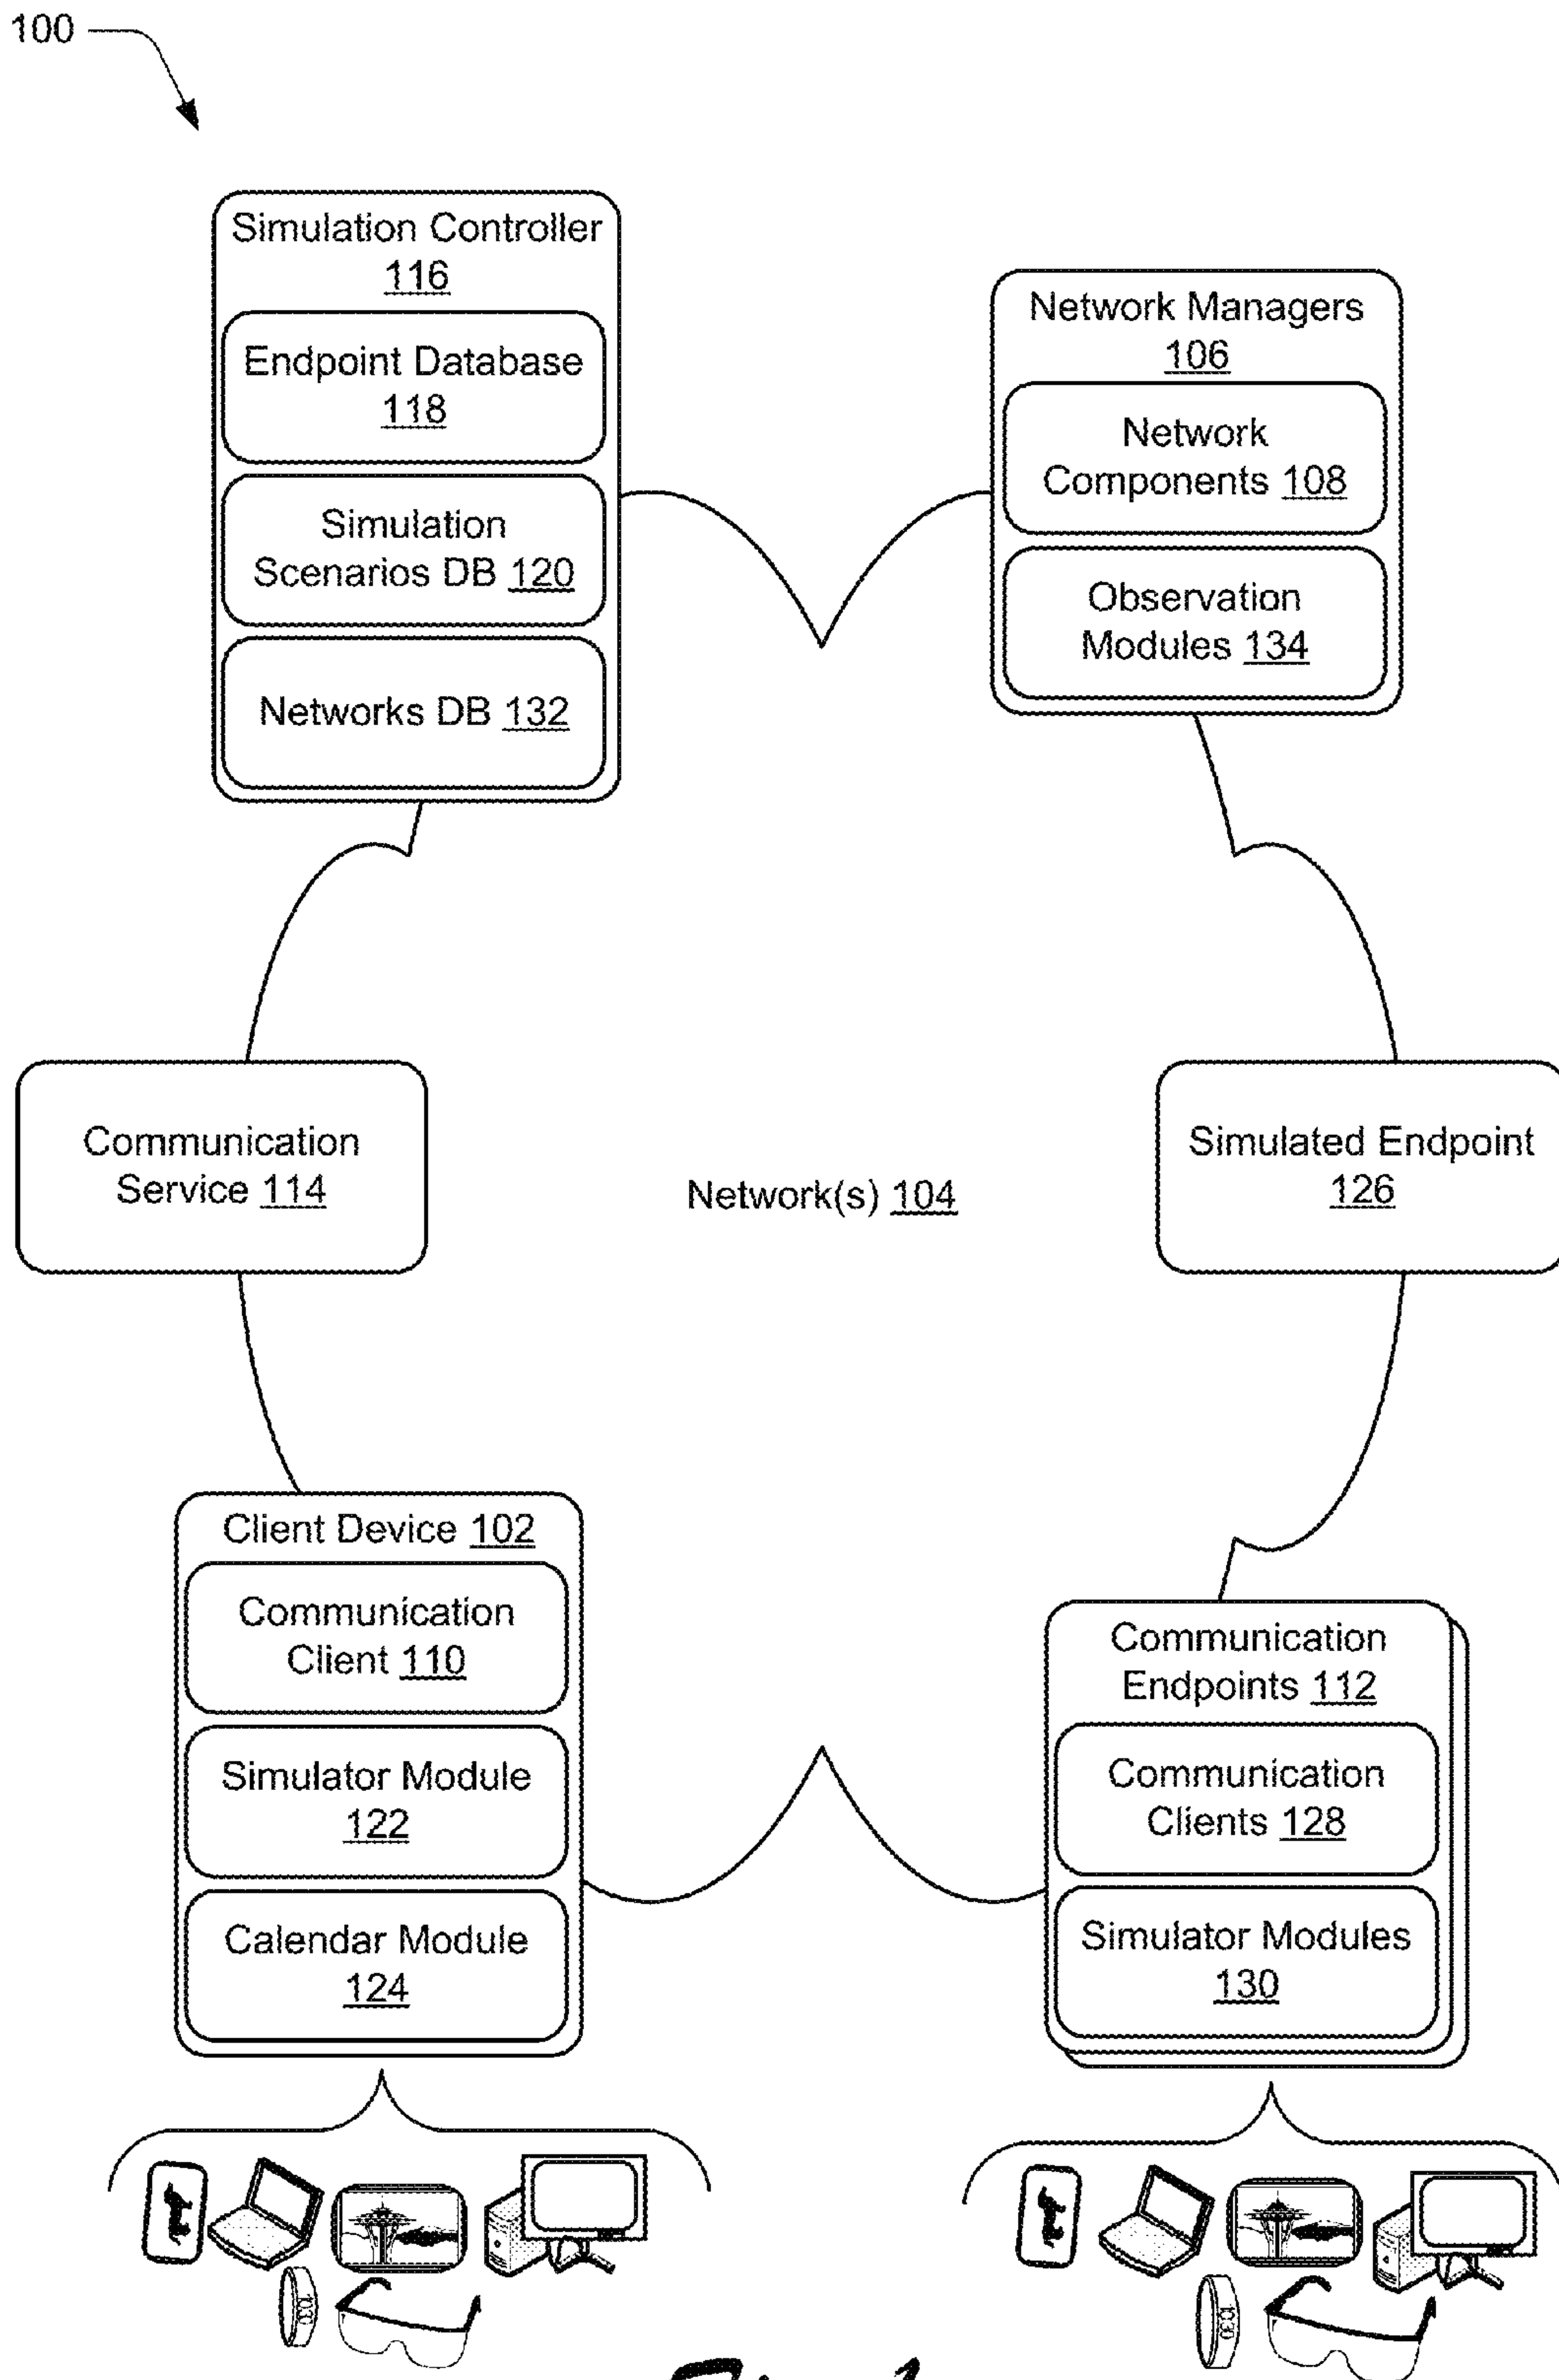 100
Simulation Controller
116
Endpoint Database
118
Simulation
Scenarios DB 120
Networks DB 132
Network Managers
106
Network
Components 108
Observation
Modules 134
Communication
Service 114
Network(s) 104
Simulated Endpoint
126
Client Device 102
Communication
Client 110
Simulator Module
122
Calendar Module
124
Communication
Endpoints 112
Communication
Clients 128
Simulator Modules
130